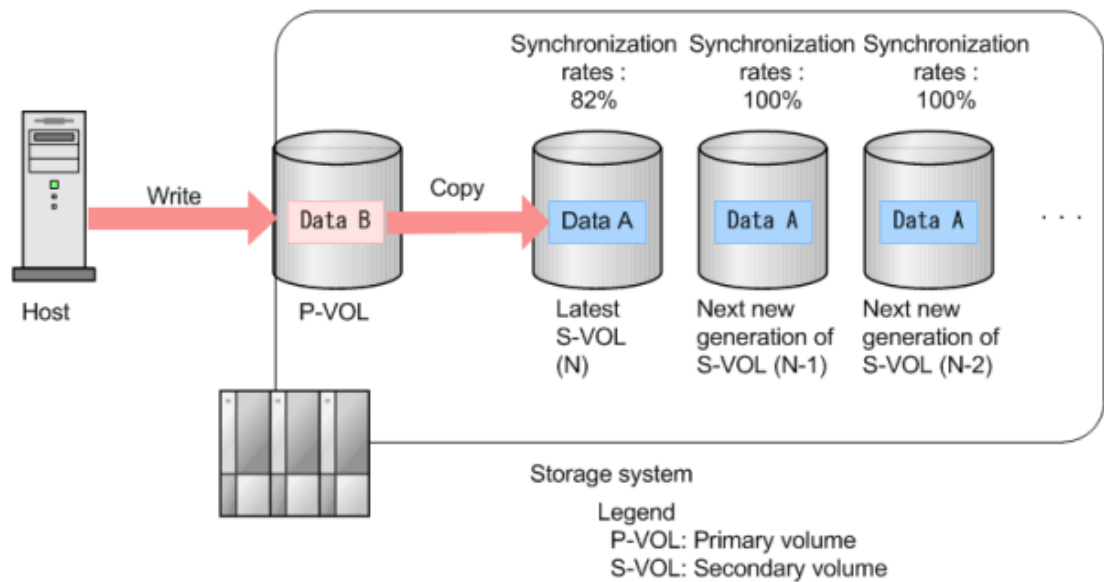 Synchronization
rates :
82%
Synchronization
rates :
100%
Synchronization
rates :
100%
Write
Copy
Data B
Data A
Data A
Data A
. . .
Host
P-VOL
Latest
S-VOL
(N)
Next new
generation of
S-VOL (N-1)
Next new
generation of
S-VOL (N-2)
Storage system
Legend
P-VOL: Primary volume
S-VOL: Secondary volume